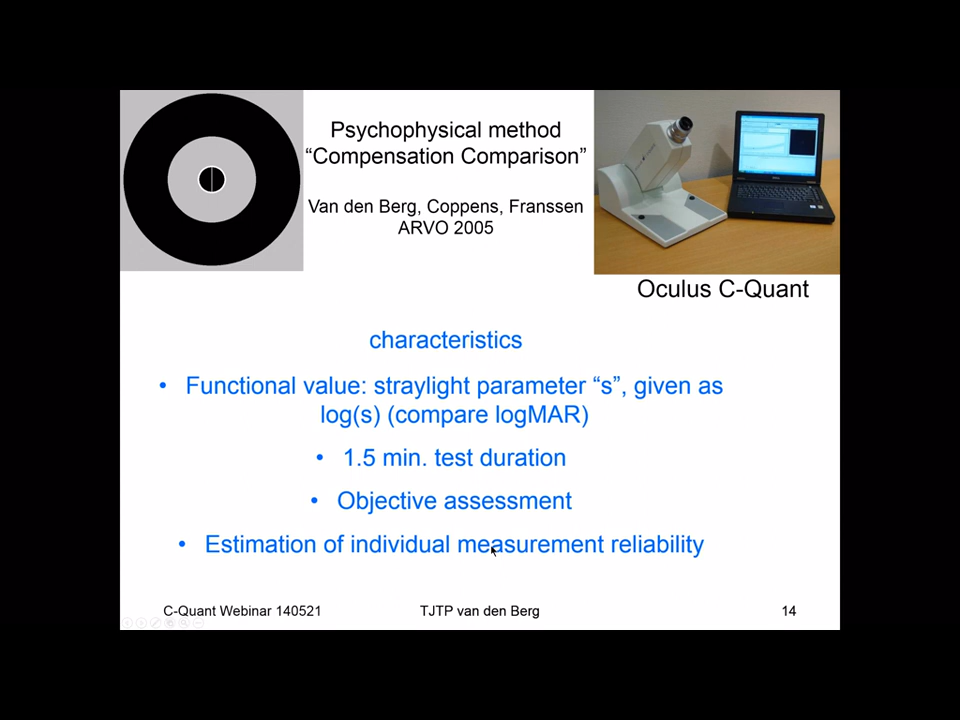 Psychophysical method
“Compensation Comparison”
Van den Berg, Coppens, Franssen
ARVO 2005
Oculus C-Quant
characteristics
• Functional value: straylight parameter “s”, given as
log(s) (compare logMAR)
• 1.5 min. test duration
• Objective assessment
• Estimation of individual measurement reliability
C-Quant Webinar 140521
TJTP van den Berg
14